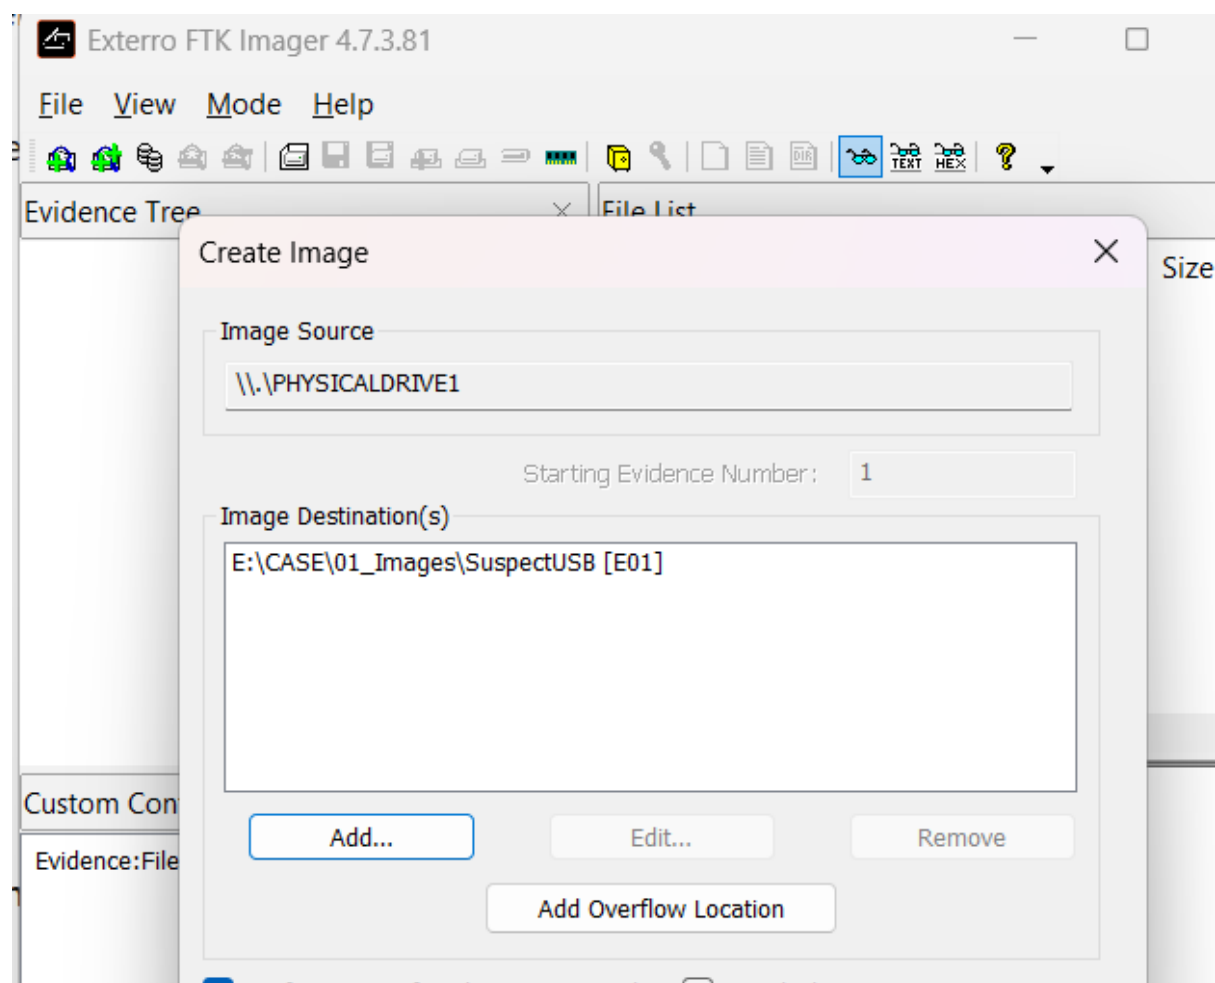 Exterro FTK Imager 4.7.3.81
File View Mode Help
TEXT HEX
DIR
Evidence Tree
File List
Create Image
Size
Image Source
\\.\PHYSICALDRIVE1
Starting Evidence Number: 1
Image Destination(s)
E:\CASE\01_Images\SuspectUSB [E01]
Custom Con
Add... Edit... Remove
Evidence:File
Add Overflow Location